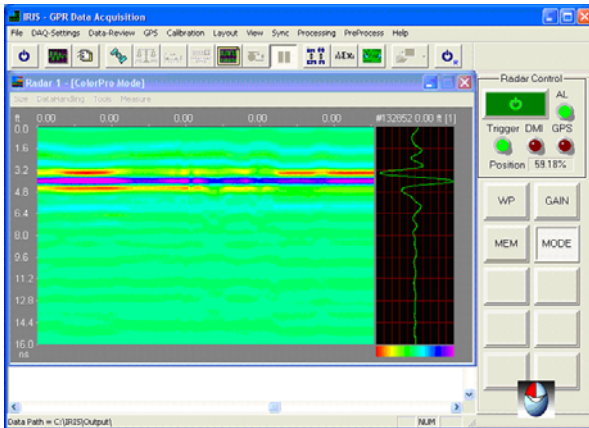 IRIS - GPR Data Acquisition
File DAQ-Settings Data-Review GPS Calibration Layout View Sync Processing PreProcess Help
Radar 1 - [ColorPro Mode]
Size DataHandling Tools Measure
ft 0.00 0.00 0.00 0.00 0.00 #132852 0.00 ft [1]
0.0
1.6
3.2
4.8
6.4
8.0
9.6
11.2
12.8
14.4
16.0
ns
Radar Control
AL
Trigger DMI GPS
Position 59.18%
WP GAIN
MEM MODE
Data Path = C:\IRIS\Output\ NUM